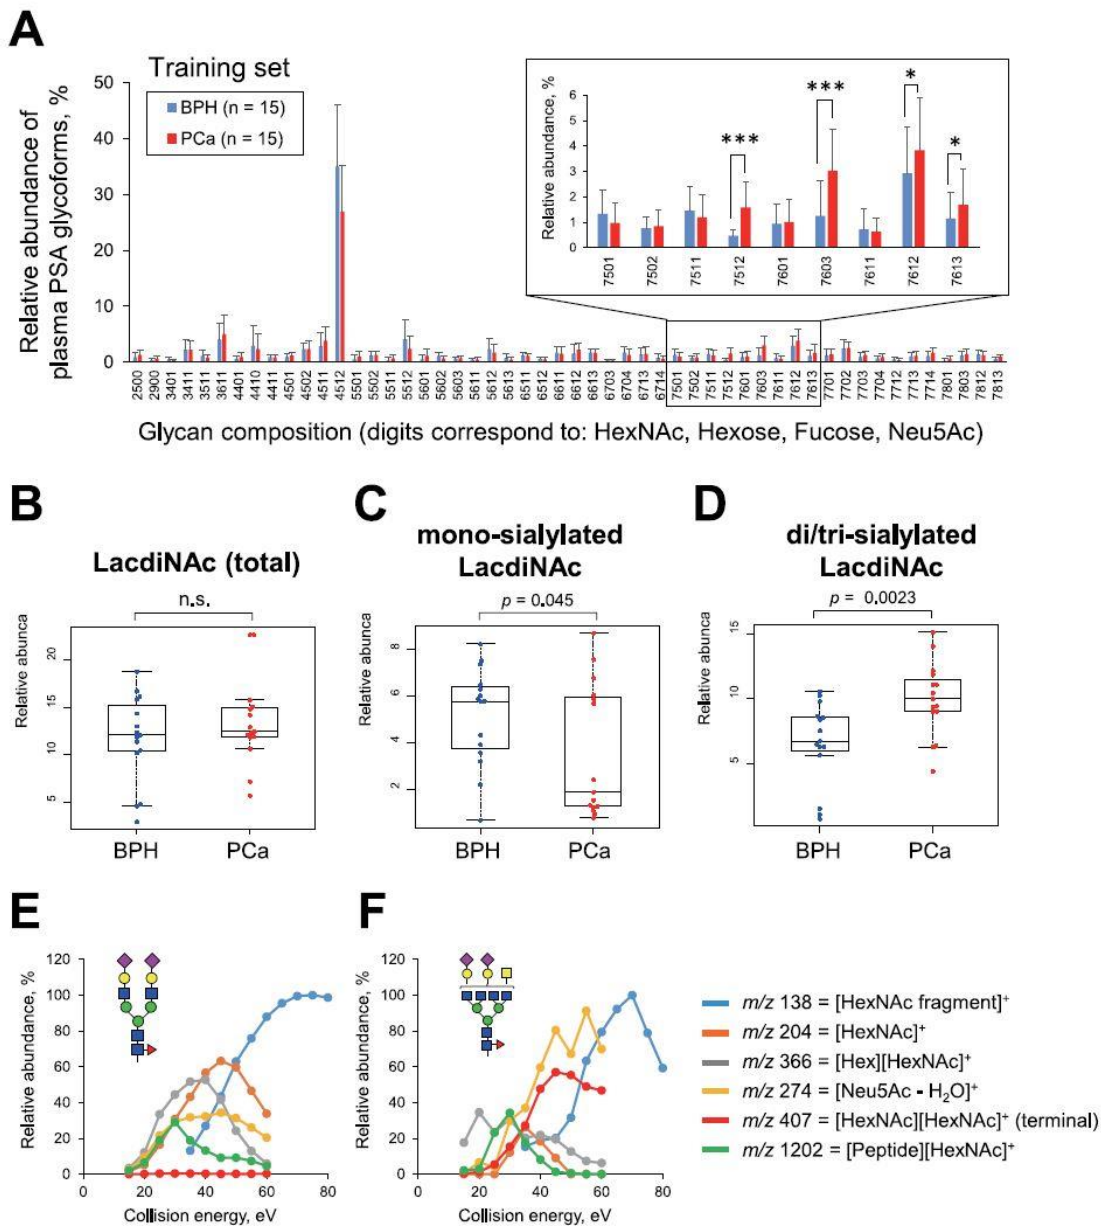 A
Training set
BPH (n = 15)
PCa (n = 15)
Relative abundance of
plasma PSA glycoforms, %
50
40
30
20
10
0
2500 2900 3401 3411 3511 3611 4401 4410 4411 4501 4502 4511 4512 5501 5502 5511 5512 5601 5602 5603 5611 5612 5613 6511 6512 6611 6612 6613 6703 6704 6714 7501 7502 7511 7512 7601 7603 7611 7612 7613 7701 7702 7703 7704 7712 7713 7714 7801 7803 7812 7813
Relative abundance, %
6
5
4
3
2
1
0
*** *** * *
7501 7502 7511 7512 7601 7603 7611 7612 7613
Glycan composition (digits correspond to: HexNAc, Hexose, Fucose, Neu5Ac)
B
LacdiNAc (total)
n.s.
Relative abunca
20
15
10
5
BPH PCa
C
mono-sialylated
LacdiNAc
p = 0.045
Relative abunca
8
6
4
2
BPH PCa
D
di/tri-sialylated
LacdiNAc
p = 0.0023
Relative abunca
15
10
5
BPH PCa
E
Relative abundance, %
120
100
80
60
40
20
0
0 20 40 60 80
Collision energy, eV
F
Relative abundance, %
120
100
80
60
40
20
0
0 20 40 60 80
Collision energy, eV
m/z 138 = [HexNAc fragment]+
m/z 204 = [HexNAc]+
m/z 366 = [Hex][HexNAc]+
m/z 274 = [Neu5Ac - H2O]+
m/z 407 = [HexNAc][HexNAc]+ (terminal)
m/z 1202 = [Peptide][HexNAc]+